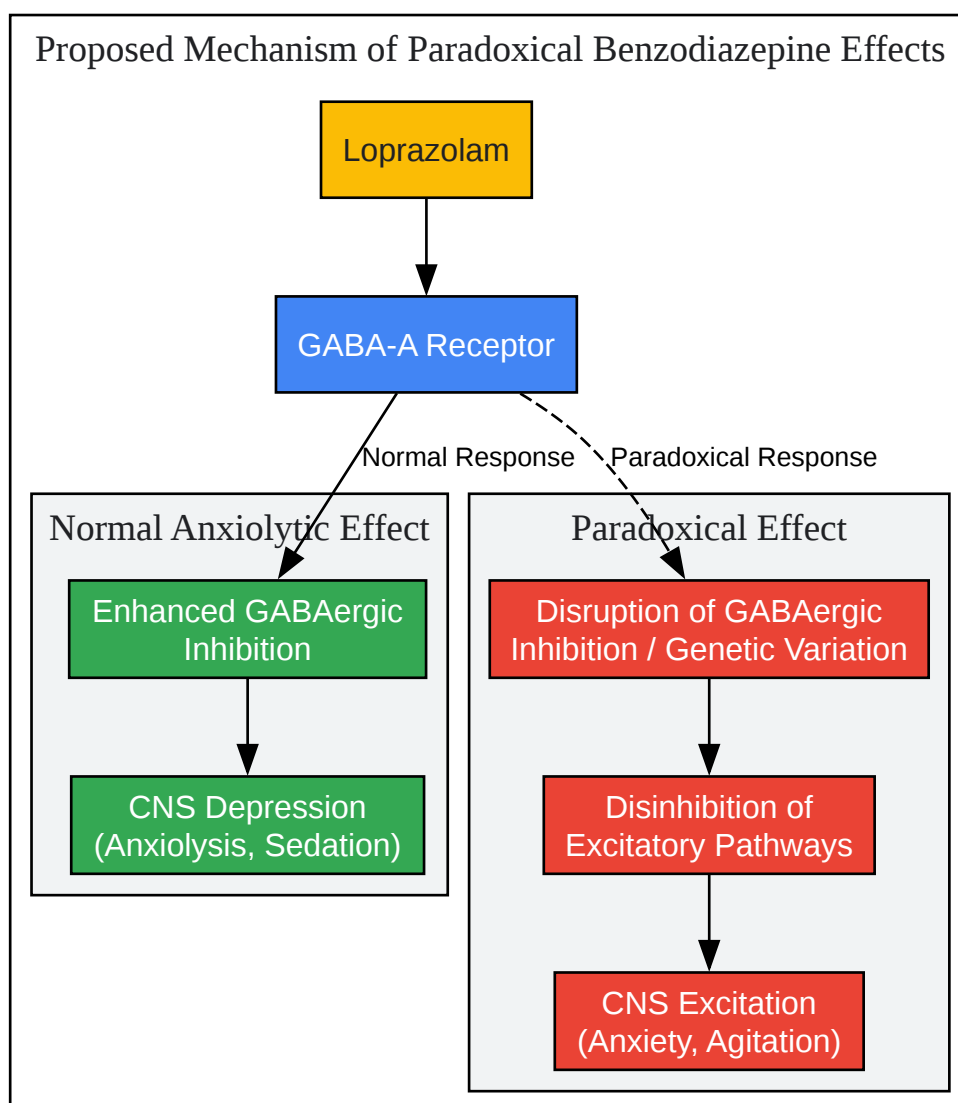 Proposed Mechanism of Paradoxical Benzodiazepine Effects
Loprazolam
GABA-A Receptor
Normal Response
Paradoxical Response
Normal Anxiolytic Effect
Enhanced GABAergic
Inhibition
CNS Depression
(Anxiolysis, Sedation)
Paradoxical Effect
Disruption of GABAergic
Inhibition / Genetic Variation
Disinhibition of
Excitatory Pathways
CNS Excitation
(Anxiety, Agitation)